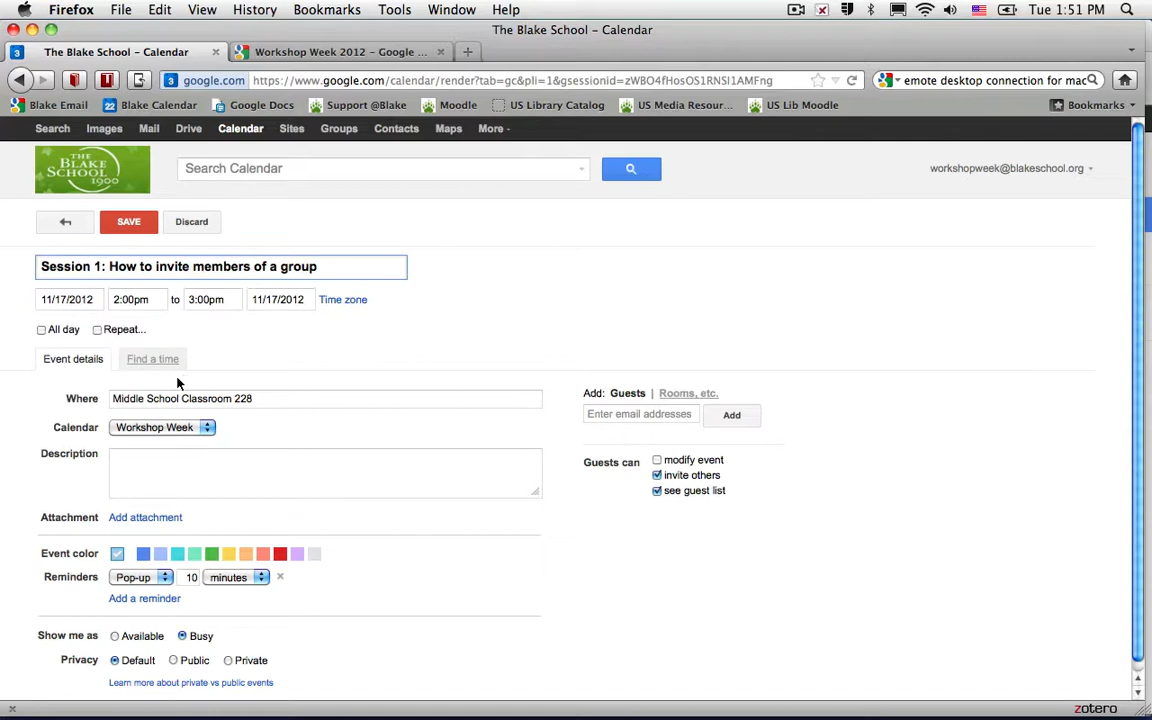 Firefox File Edit View History Bookmarks Tools Window Help Tue 1:51 PM
The Blake School – Calendar
3 The Blake School – Calendar × Workshop Week 2012 – Google ... × +
3 google.com https://www.google.com/calendar/render?tab=gc&pli=1&gsessionid=zWBO4fHosOS1RNSI1AMFng emote desktop connection for mac
Blake Email 22 Blake Calendar Google Docs Support @Blake Moodle US Library Catalog US Media Resour... US Lib Moodle Bookmarks
Search Images Mail Drive Calendar Sites Groups Contacts Maps More
THE BLAKE SCHOOL 1900 Search Calendar workshopweek@blakeschool.org
SAVE Discard
Session 1: How to invite members of a group
11/17/2012 2:00pm to 3:00pm 11/17/2012 Time zone
All day Repeat...
Event details Find a time
Where Middle School Classroom 228
Add: Guests | Rooms, etc.
Enter email addresses Add
Calendar Workshop Week
Description
Guests can modify event
invite others
see guest list
Attachment Add attachment
Event color
Reminders Pop-up 10 minutes ×
Add a reminder
Show me as Available Busy
Privacy Default Public Private
Learn more about private vs public events
× zotero